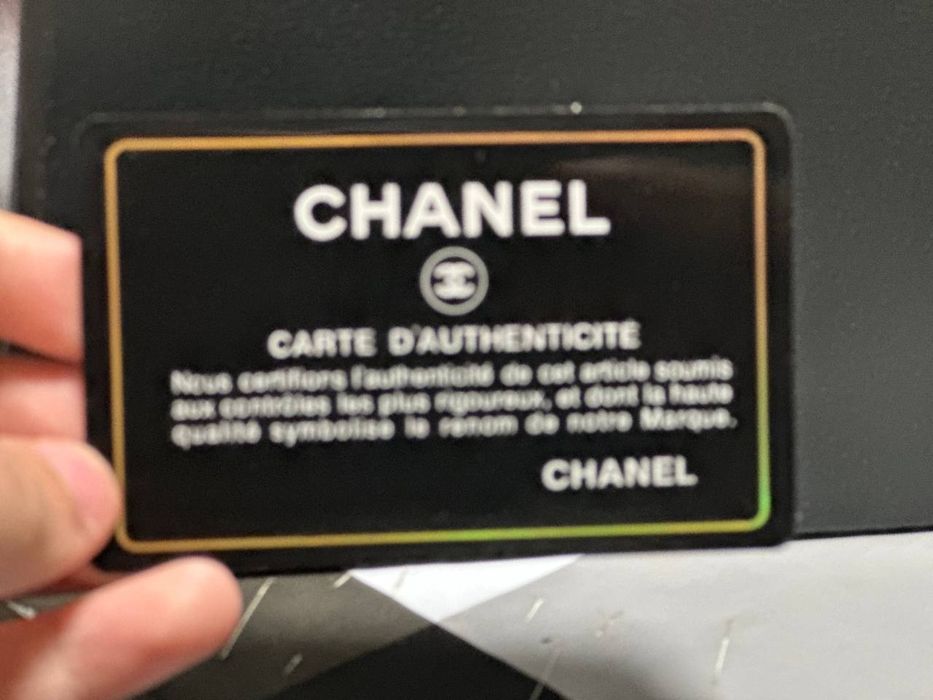 CHANEL
CARTE D'AUTHENTICITÉ
Nous certifions l'authenticité de cet article soumis
aux contrôles les plus rigoureux, et dont la haute
qualité symbolise le renom de notre Marque.
CHANEL